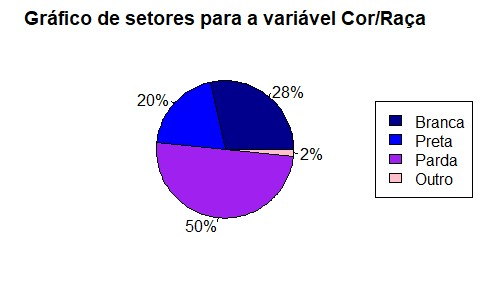 Gráfico de setores para a variável Cor/Raça
28%
20%
2%
50%
Branca
Preta
Parda
Outro